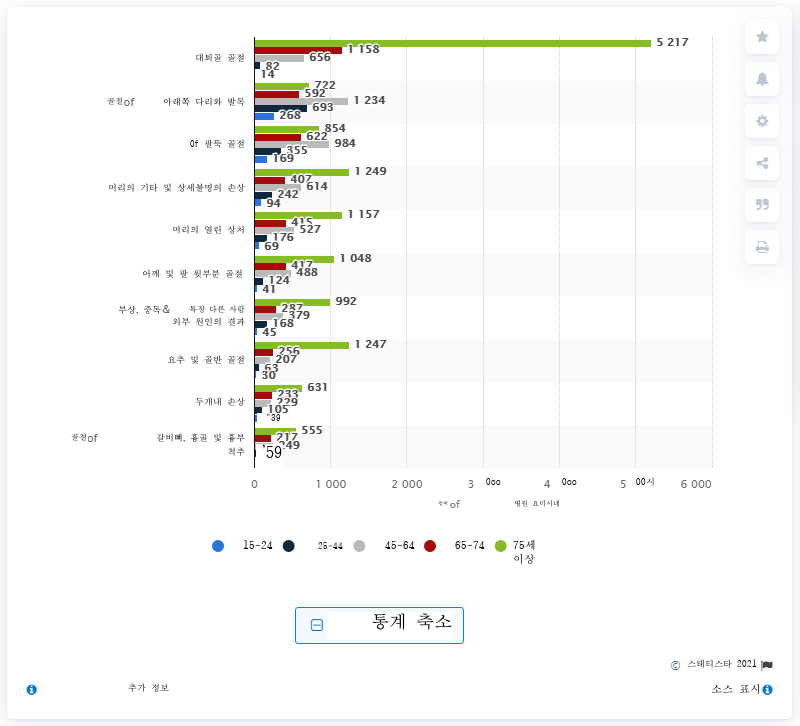 대퇴골 골절
5 217
1 158
656
82
14
골절of 아래쪽 다리와 발목
722
592
1 234
693
268
Of 팔뚝 골절
854
622
984
355
169
머리의 기타 및 상세불명의 손상
1 249
407
614
242
94
머리의 열린 상처
1 157
415
527
176
69
어깨 및 팔 윗부분 골절
1 048
417
488
124
41
부상, 중독& 특정 다른 사람
외부 원인의 결과
992
287
379
168
45
요추 및 골반 골절
1 247
256
207
63
30
두개내 손상
631
233
229
105
"39
골절of 갈비뼈, 흉골 및 흉부
척추
555
217
249
'59
0 1 000 2 000 3 0oo 4 0oo 5 00시 6 000
of 병원
15-24 25-44 45-64 65-74 75세
이상
통계 축소
© 스태티스타 2021
추가 정보 소스 표시